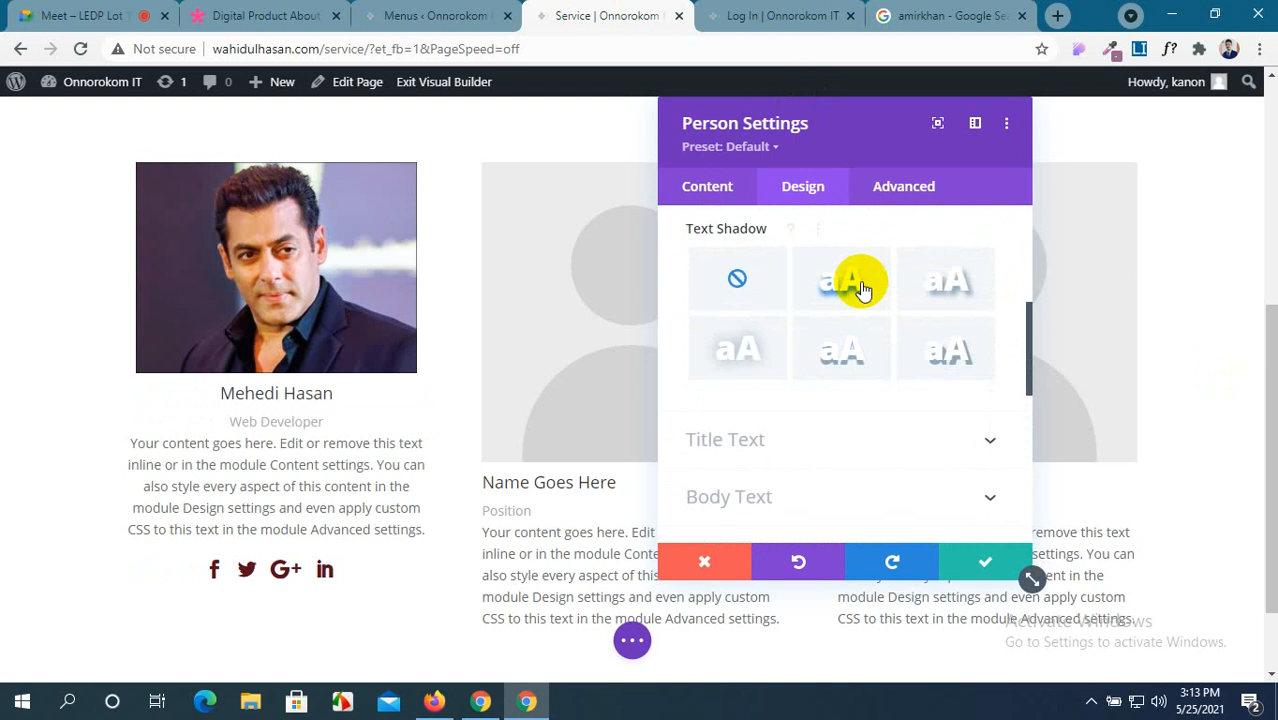 Meet – LEDP Lot
Digital Product About
Menus ‹ Onnorokom
Service | Onnorokom
Log In | Onnorokom IT
amirkhan - Google Se
Not secure
wahidulhasan.com/service/?et_fb=1&PageSpeed=off
Onnorokom IT
1
0
New
Edit Page
Exit Visual Builder
Howdy, kanon
Person Settings
Preset: Default
Content
Design
Advanced
Text Shadow
?
aA
aA
aA
aA
aA
Title Text
Body Text
Mehedi Hasan
Web Developer
Your content goes here. Edit or remove this text
inline or in the module Content settings. You can
also style every aspect of this content in the
module Design settings and even apply custom
CSS to this text in the module Advanced settings.
f
G+
in
Name Goes Here
Position
Your content goes here. Edit
inline or in the module Conte
also style every aspect of this
module Design settings and even apply custom
CSS to this text in the module Advanced settings.
remove this text
settings. You can
ent in the
module Design settings and even apply custom
CSS to this text in the module Advanced settings.
Activate Windows
Go to Settings to activate Windows.
3:13 PM
5/25/2021
2